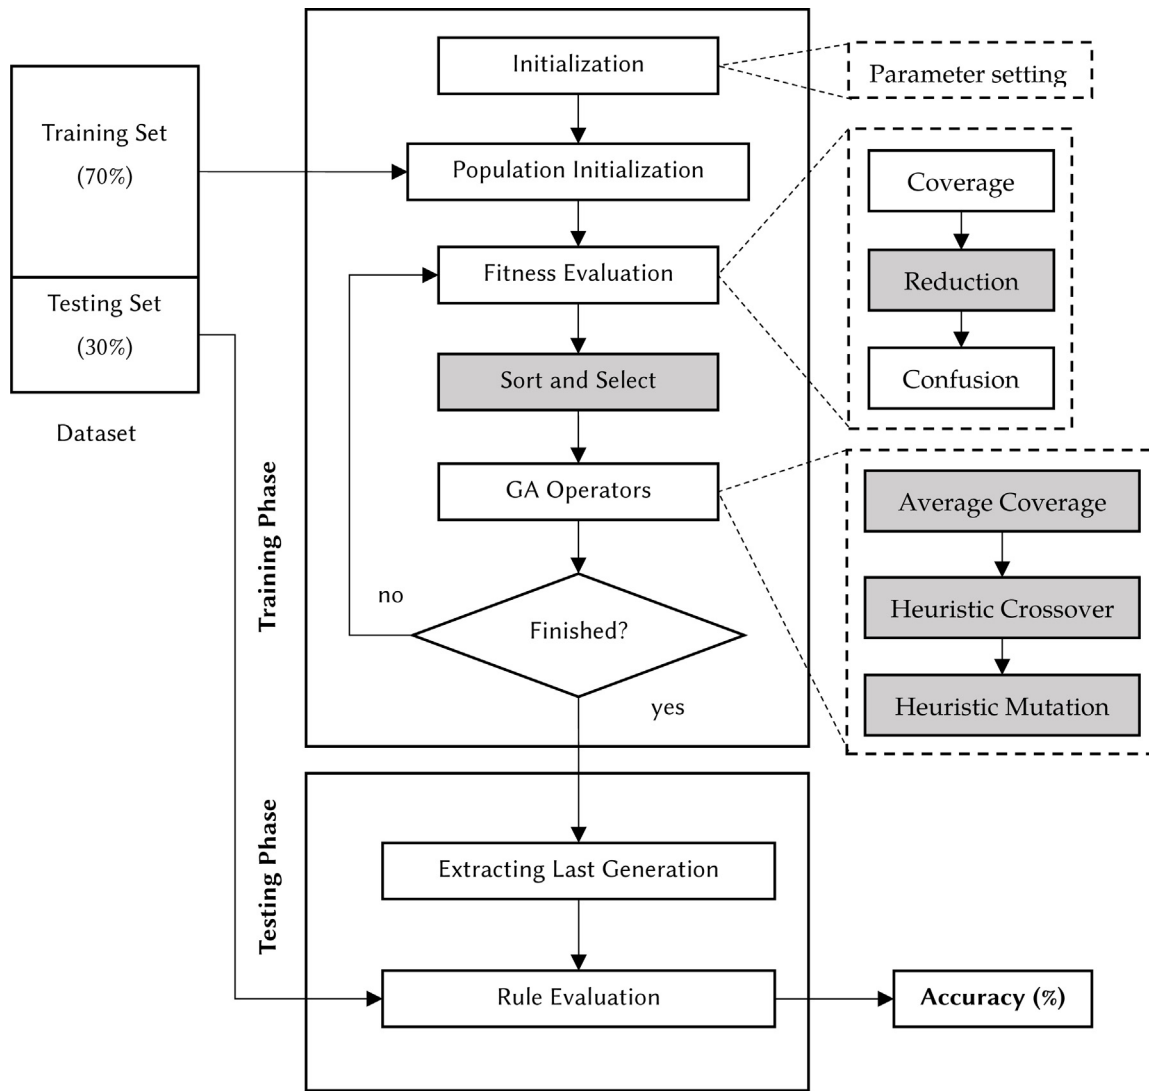 Training Set
(70%)
Testing Set
(30%)
Dataset
Training Phase
Initialization
Population Initialization
Fitness Evaluation
Sort and Select
GA Operators
Finished?
no
yes
Parameter setting
Coverage
Reduction
Confusion
Average Coverage
Heuristic Crossover
Heuristic Mutation
Testing Phase
Extracting Last Generation
Rule Evaluation
Accuracy (%)